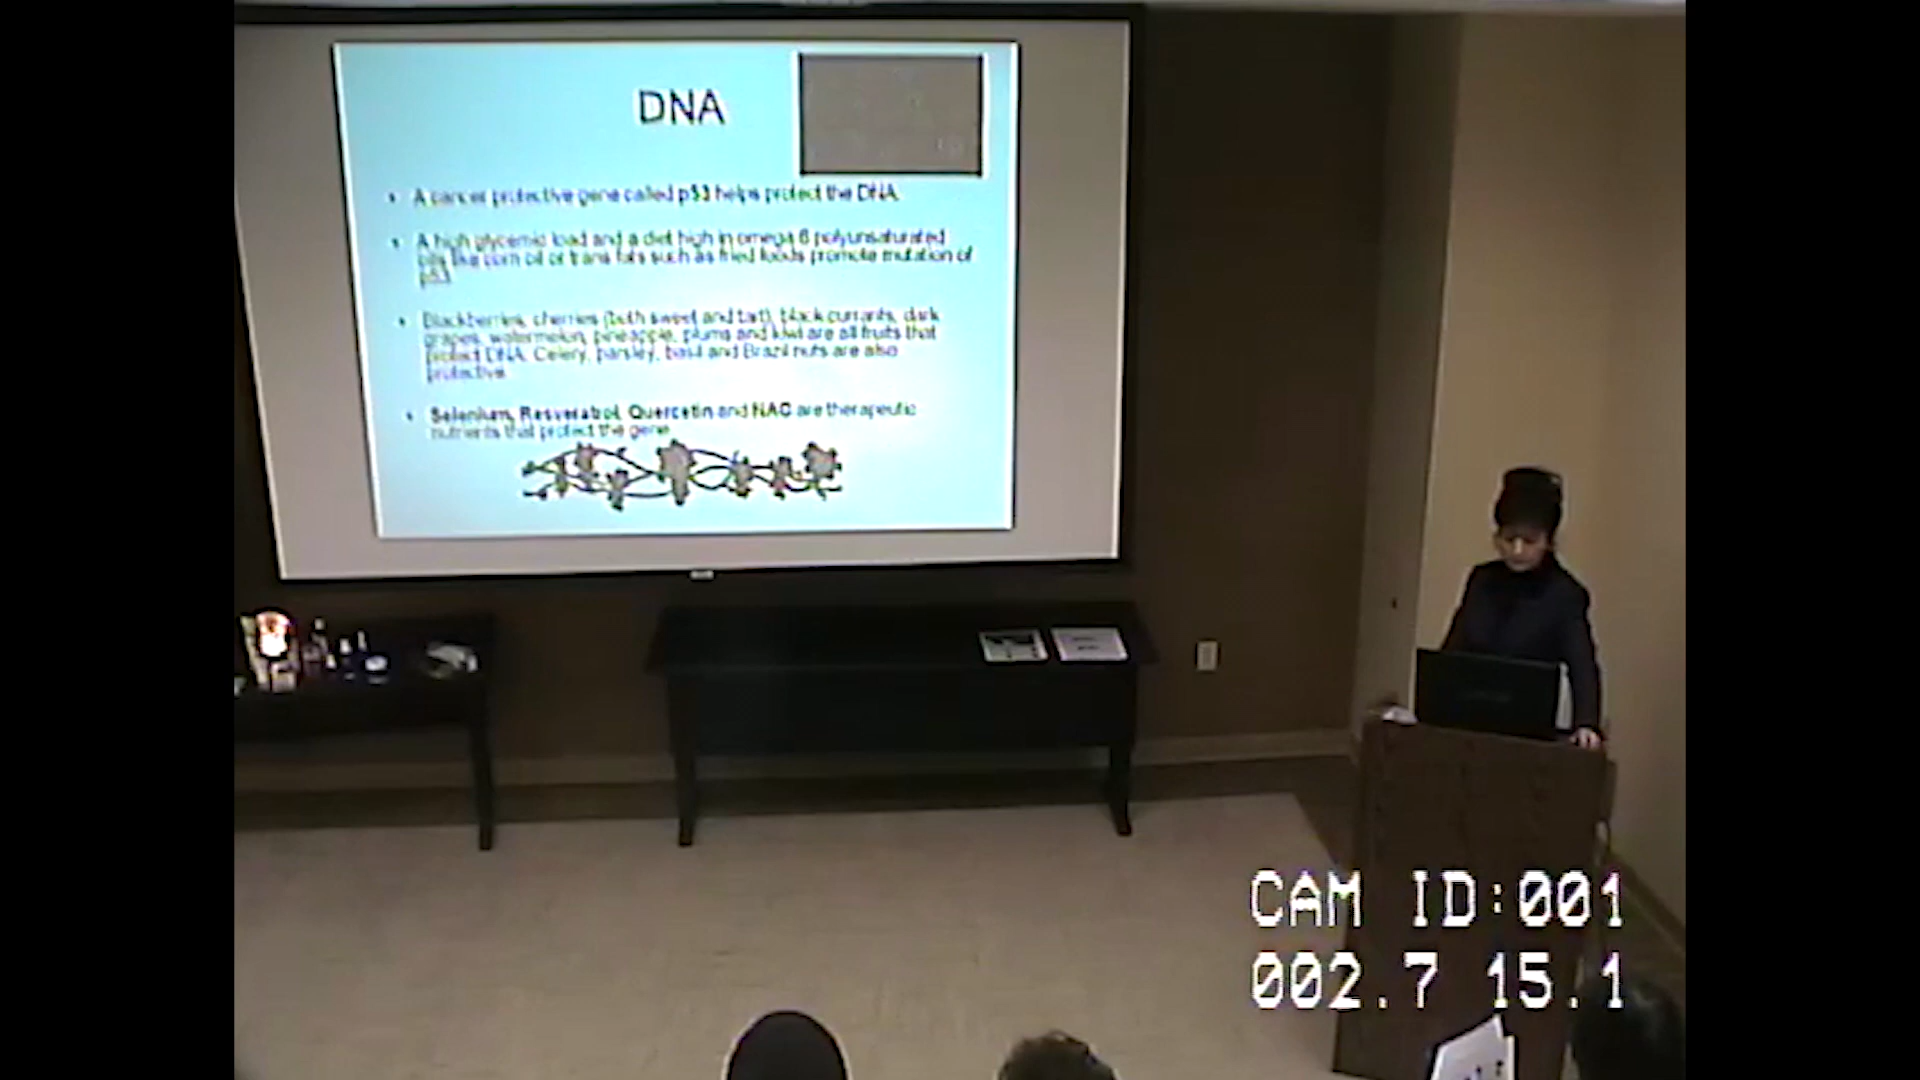 DNA
• A cancer protective gene called p53 helps protect the DNA.
• A high glycemic load and a diet high in omega 6 polyunsaturated
oils like corn oil or trans fats such as fried foods promote mutation of
p53
• Blackberries, cherries (both sweet and tart), black currants, dark
grapes, watermelon, pineapple, plums and kiwi are all fruits that
protect DNA. Celery, parsley, basil and Brazil nuts are also
protective.
• Selenium, Resveratrol, Quercetin and NAC are therapeutic
nutrients that protect the gene
CAM ID:001
002.7 15.1